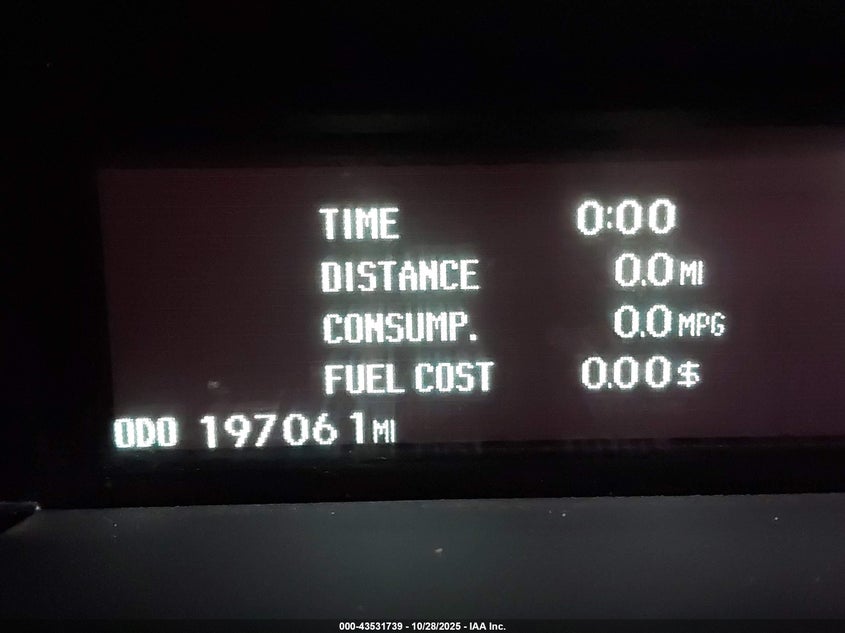 TIME 0:00
DISTANCE 0.0 MI
CONSUMP. 0.0 MPG
FUEL COST 0.00 $
ODO 197061 MI
000-43531739 - 10/28/2025 - IAA Inc.